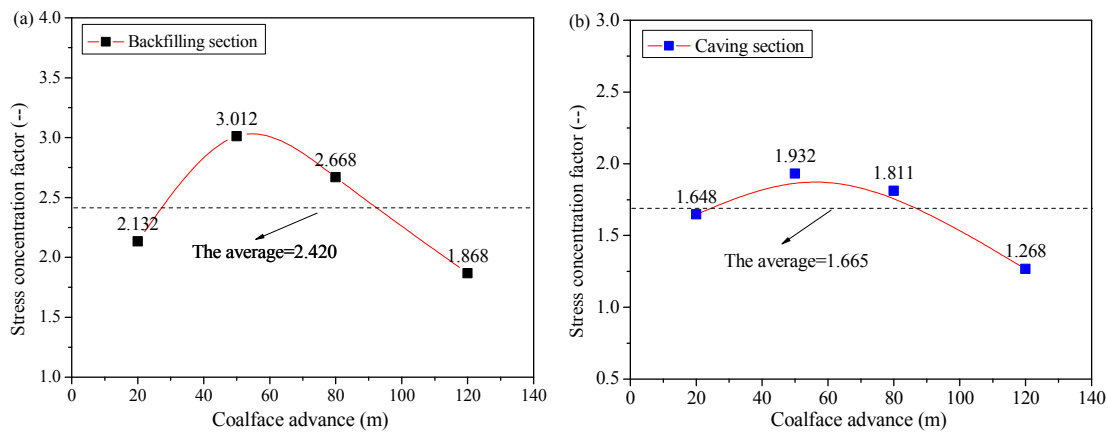 (a)
4.0
3.5
3.0
2.5
2.0
1.5
1.0
Stress concentration factor (--)
Backfilling section
3.012
2.668
2.132
1.868
The average=2.420
0 20 40 60 80 100 120 140
Coalface advance (m)
(b)
3.0
2.5
2.0
1.5
1.0
0.5
Stress concentration factor (--)
Caving section
1.932
1.811
1.648
1.268
The average=1.665
0 20 40 60 80 100 120 140
Coalface advance (m)